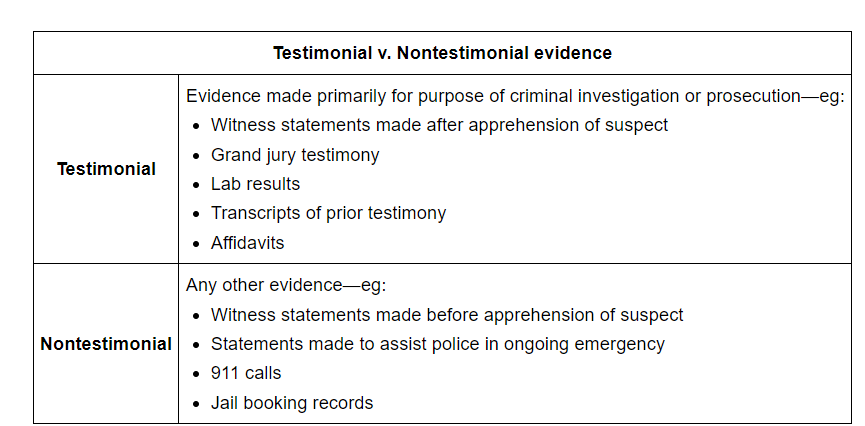 Testimonial v. Nontestimonial evidence
Testimonial
Evidence made primarily for purpose of criminal investigation or prosecution—eg:
• Witness statements made after apprehension of suspect
• Grand jury testimony
• Lab results
• Transcripts of prior testimony
• Affidavits
Nontestimonial
Any other evidence—eg:
• Witness statements made before apprehension of suspect
• Statements made to assist police in ongoing emergency
• 911 calls
• Jail booking records